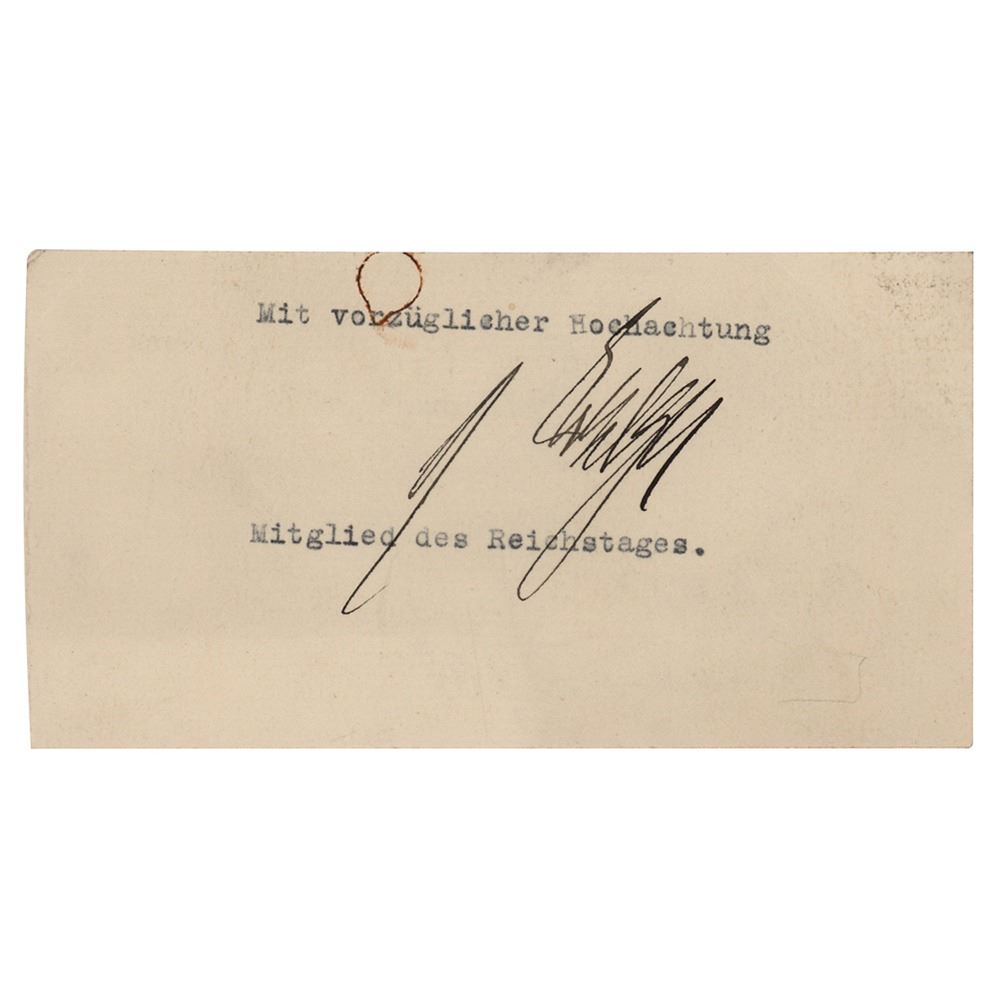 Mit vorzüglicher Hochachtung
Mitglied des Reichstages.